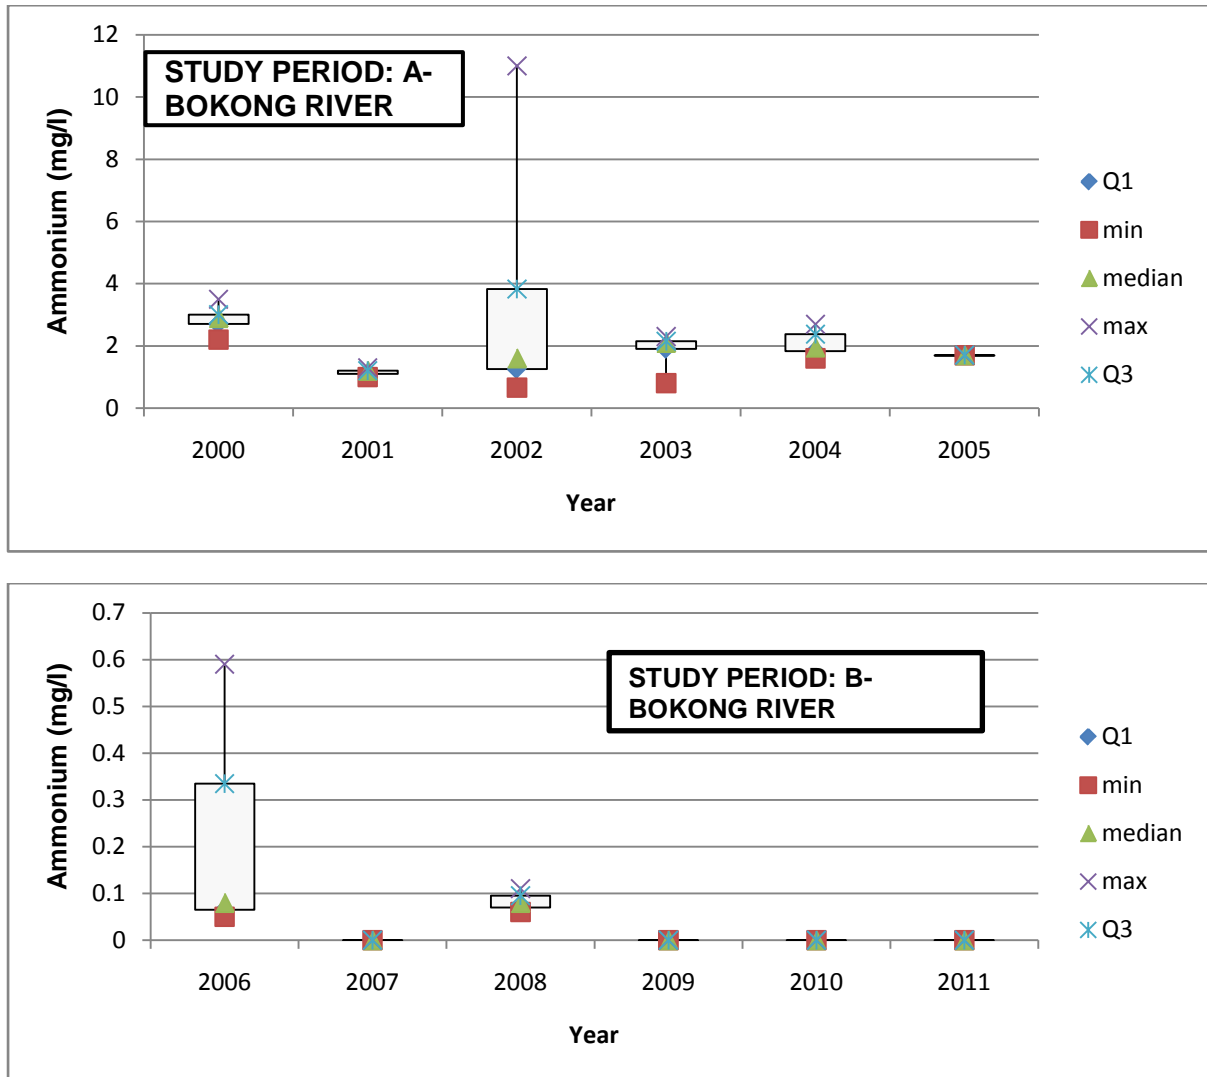 12
10
8
6
4
2
0
Ammonium (mg/l)
STUDY PERIOD: A-
BOKONG RIVER
2000 2001 2002 2003 2004 2005
Year
Q1
min
median
max
Q3
0.7
0.6
0.5
0.4
0.3
0.2
0.1
0
Ammonium (mg/l)
STUDY PERIOD: B-
BOKONG RIVER
2006 2007 2008 2009 2010 2011
Year
Q1
min
median
max
Q3